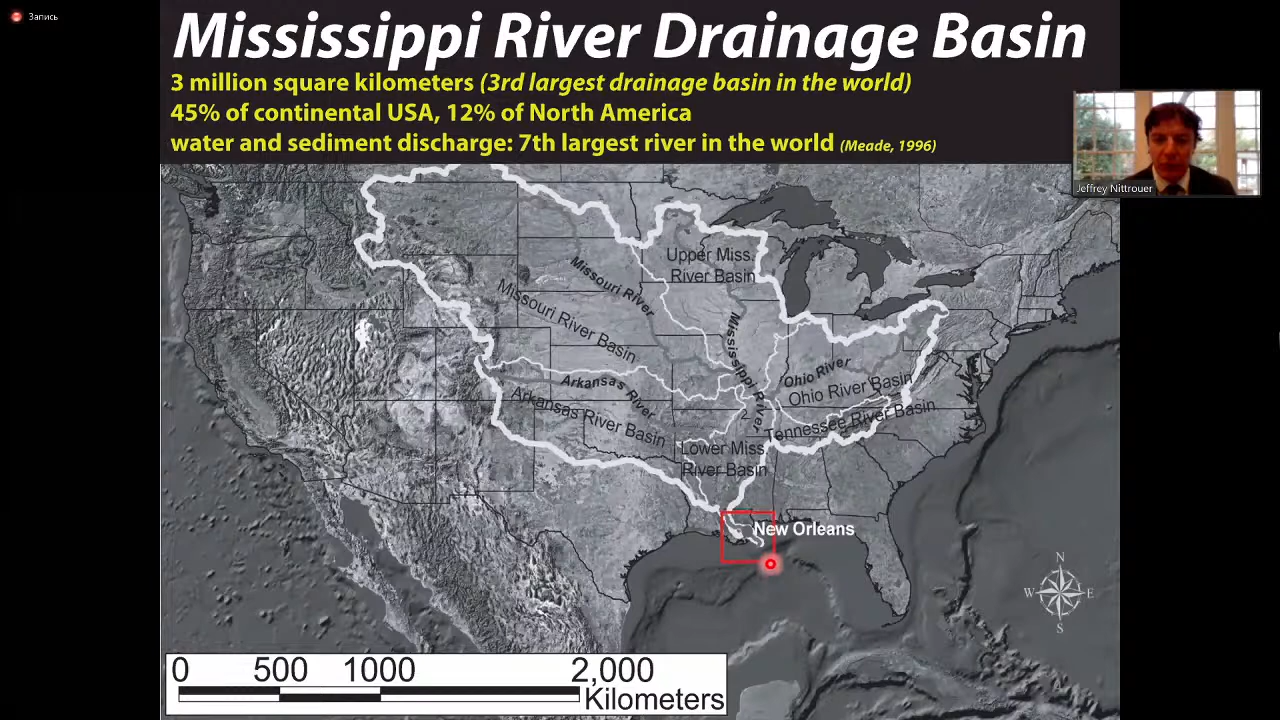 Запись
Mississippi River Drainage Basin
3 million square kilometers (3rd largest drainage basin in the world)
45% of continental USA, 12% of North America
water and sediment discharge: 7th largest river in the world (Meade, 1996)
Jeffrey Nittrouer
Upper Miss.
River Basin
Missouri River
Missouri River Basin
Mississippi River
Ohio River
Ohio River Basin
Arkansas River
Arkansas River Basin
Tennessee River Basin
Lower Miss.
River Basin
New Orleans
N
W E
S
0 500 1000 2,000
Kilometers